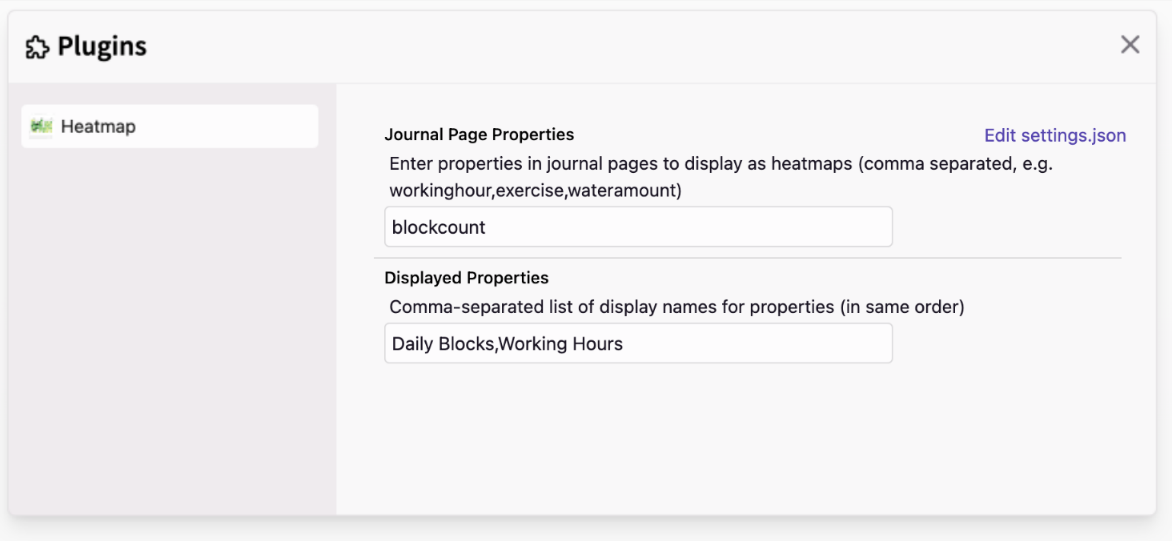 Plugins
Heatmap
Journal Page Properties
Edit settings.json
Enter properties in journal pages to display as heatmaps (comma separated, e.g.
workinghour,exercise,wateramount)
blockcount
Displayed Properties
Comma-separated list of display names for properties (in same order)
Daily Blocks,Working Hours